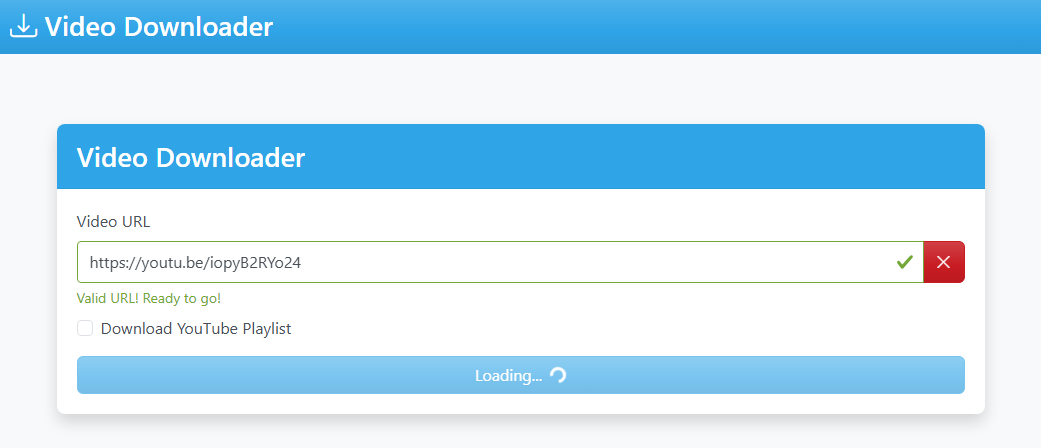 Video Downloader
Video Downloader
Video URL
https://youtu.be/iopyB2RYo24
Valid URL! Ready to go!
Download YouTube Playlist
Loading...